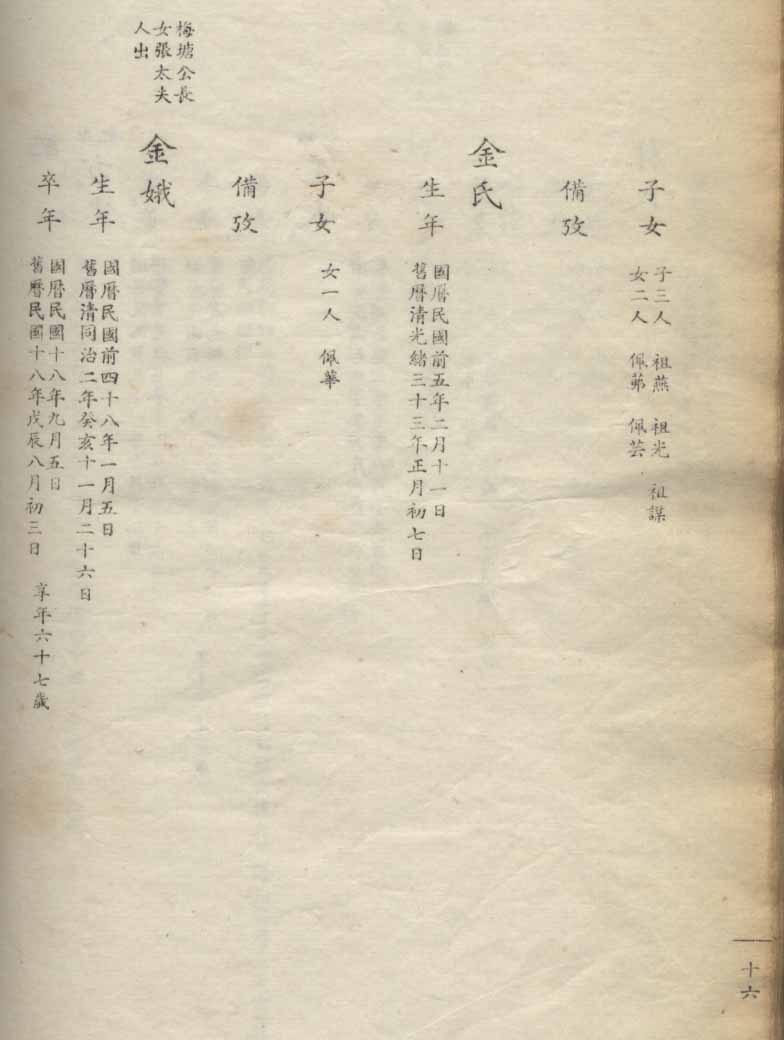 十六
子女
子三人 祖燕 祖光 祖謀
女二人 佩茀 佩芸
備攷
金氏
生年
國曆民國前五年二月十一日
舊曆清光緒三十三年正月初七日
子女
女一人 佩華
備攷
梅塘公長
女張太夫
人出
金娥
生年
國曆民國前四十八年一月五日
舊曆清同治二年癸亥十一月二十六日
卒年
國曆民國十八年九月五日
舊曆民國十八年戊辰八月初三日 享年六十七歲